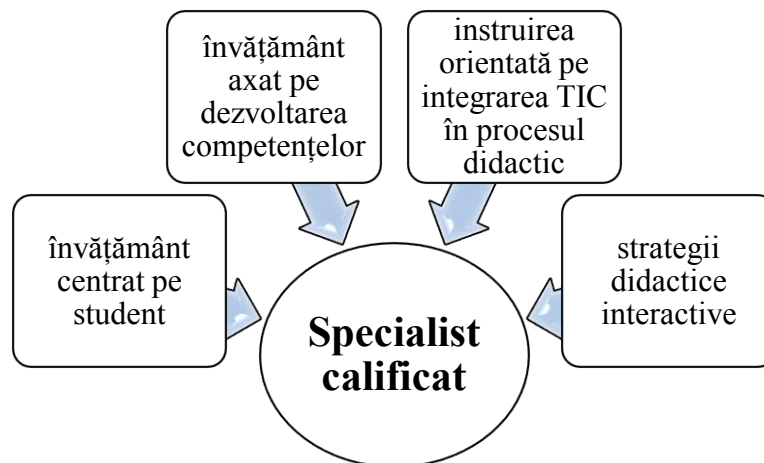 învățământ
axat pe
dezvoltarea
competențelor
instruirea
orientată pe
integrarea TIC
în procesul
didactic
învățământ
centrat pe
student
strategii
didactice
interactive
Specialist
calificat